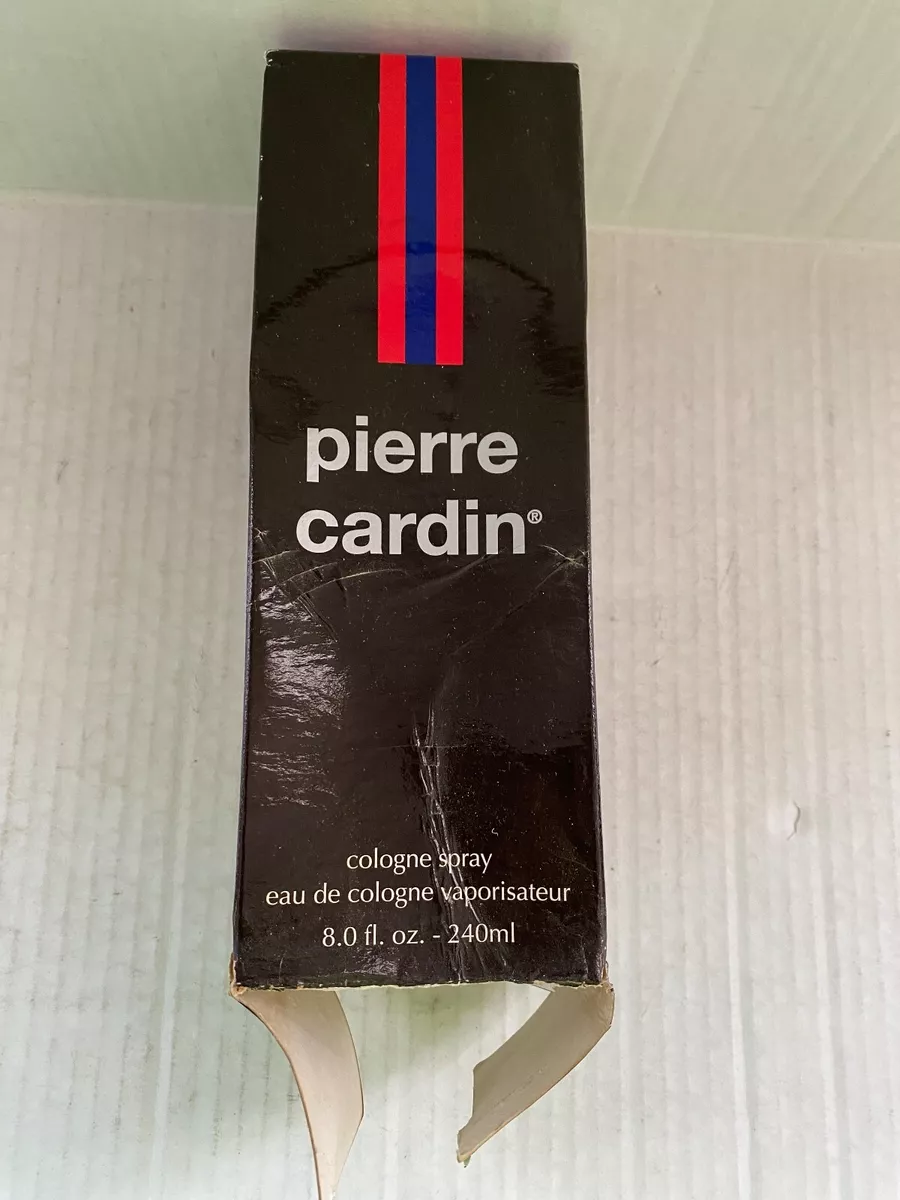 pierre
cardin®
cologne spray
eau de cologne vaporisateur
8.0 fl. oz. - 240ml